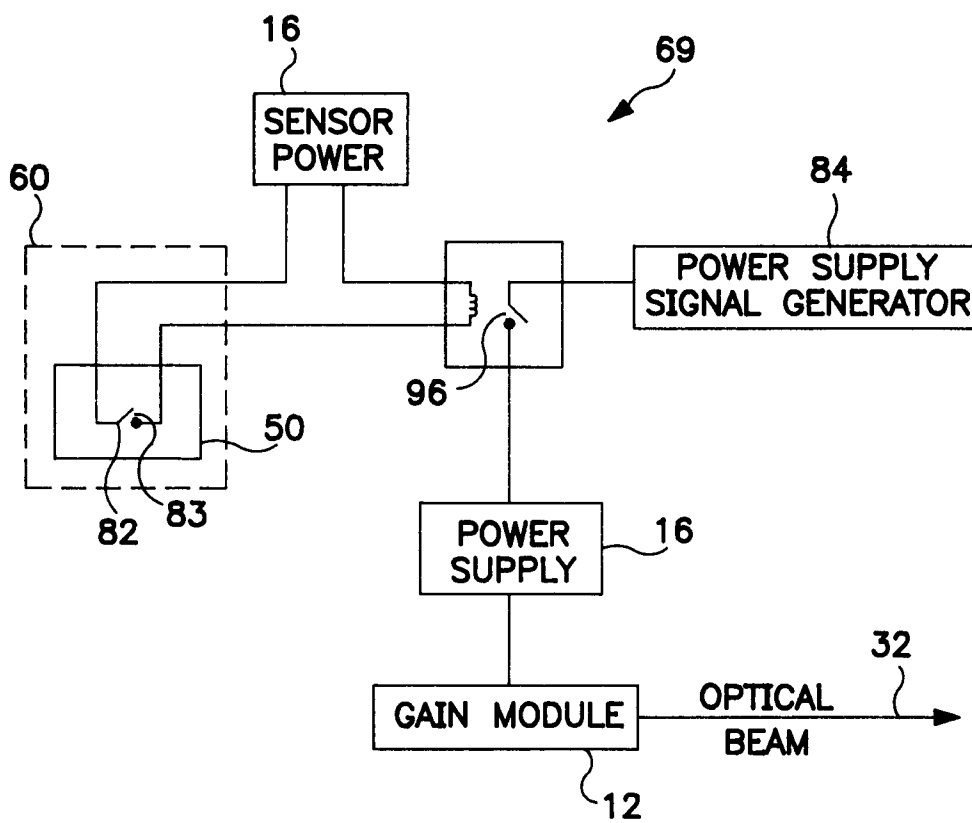 16
69
SENSOR
POWER
60
84
POWER SUPPLY
SIGNAL GENERATOR
96
50
82
83
POWER
SUPPLY
16
32
GAIN MODULE
OPTICAL
BEAM
12